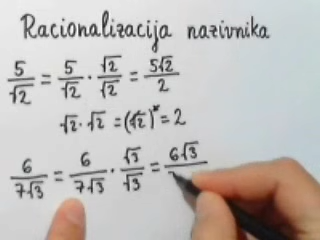 Racionalizacija nazivnika
5/√2 = 5/√2 · √2/√2 = 5√2/2
√2 · √2 = (√2)² = 2
6/7√3 = 6/7√3 · √3/√3 = 6√3/